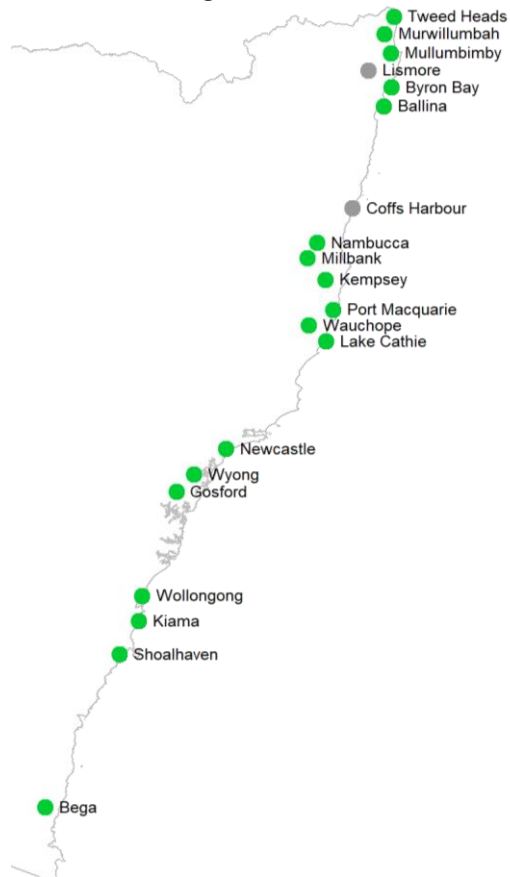 Tweed Heads
Murwillumbah
Mullumbimby
Lismore
Byron Bay
Ballina
Coffs Harbour
Nambucca
Millbank
Kempsey
Port Macquarie
Wauchope
Lake Cathie
Newcastle
Wyong
Gosford
Wollongong
Kiama
Shoalhaven
Bega